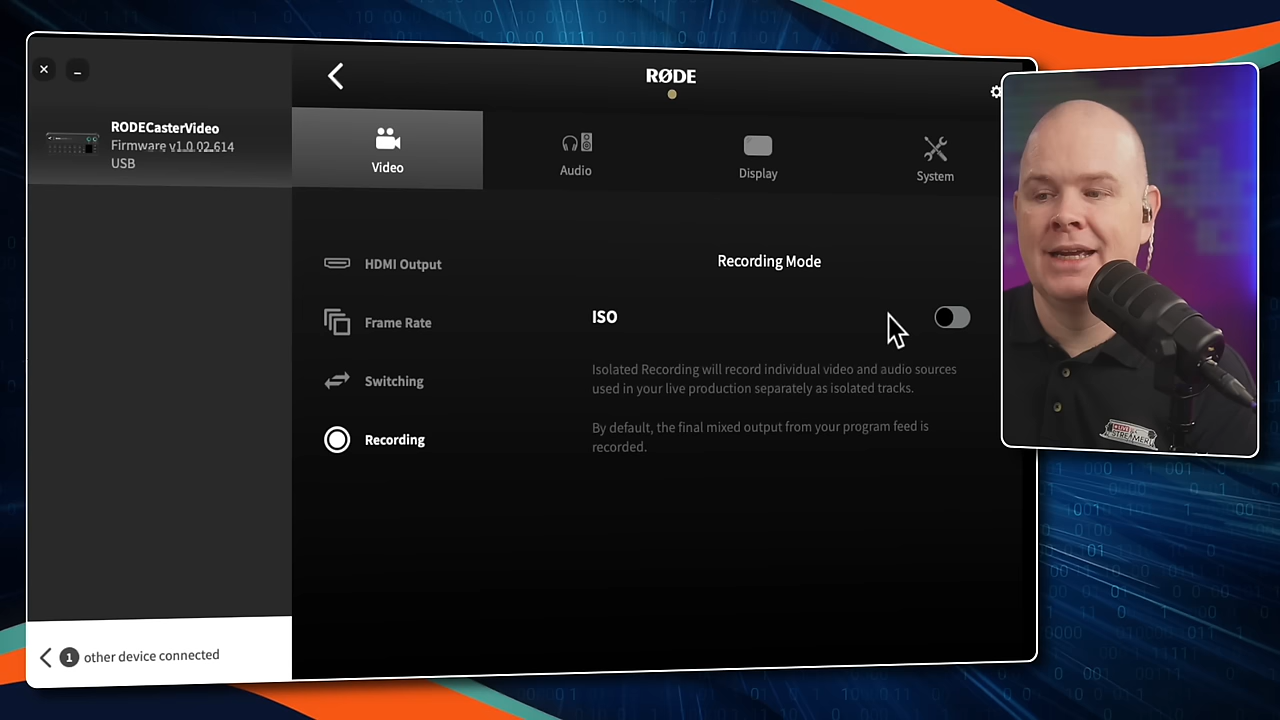 RØDE
RODECasterVideo
Firmware v1.0.02.614
USB
Video
Audio
Display
System
HDMI Output
Frame Rate
Switching
Recording
Recording Mode
ISO
Isolated Recording will record individual video and audio sources
used in your live production separately as isolated tracks.
By default, the final mixed output from your program feed is
recorded.
1 other device connected
LIVE
STREAMER